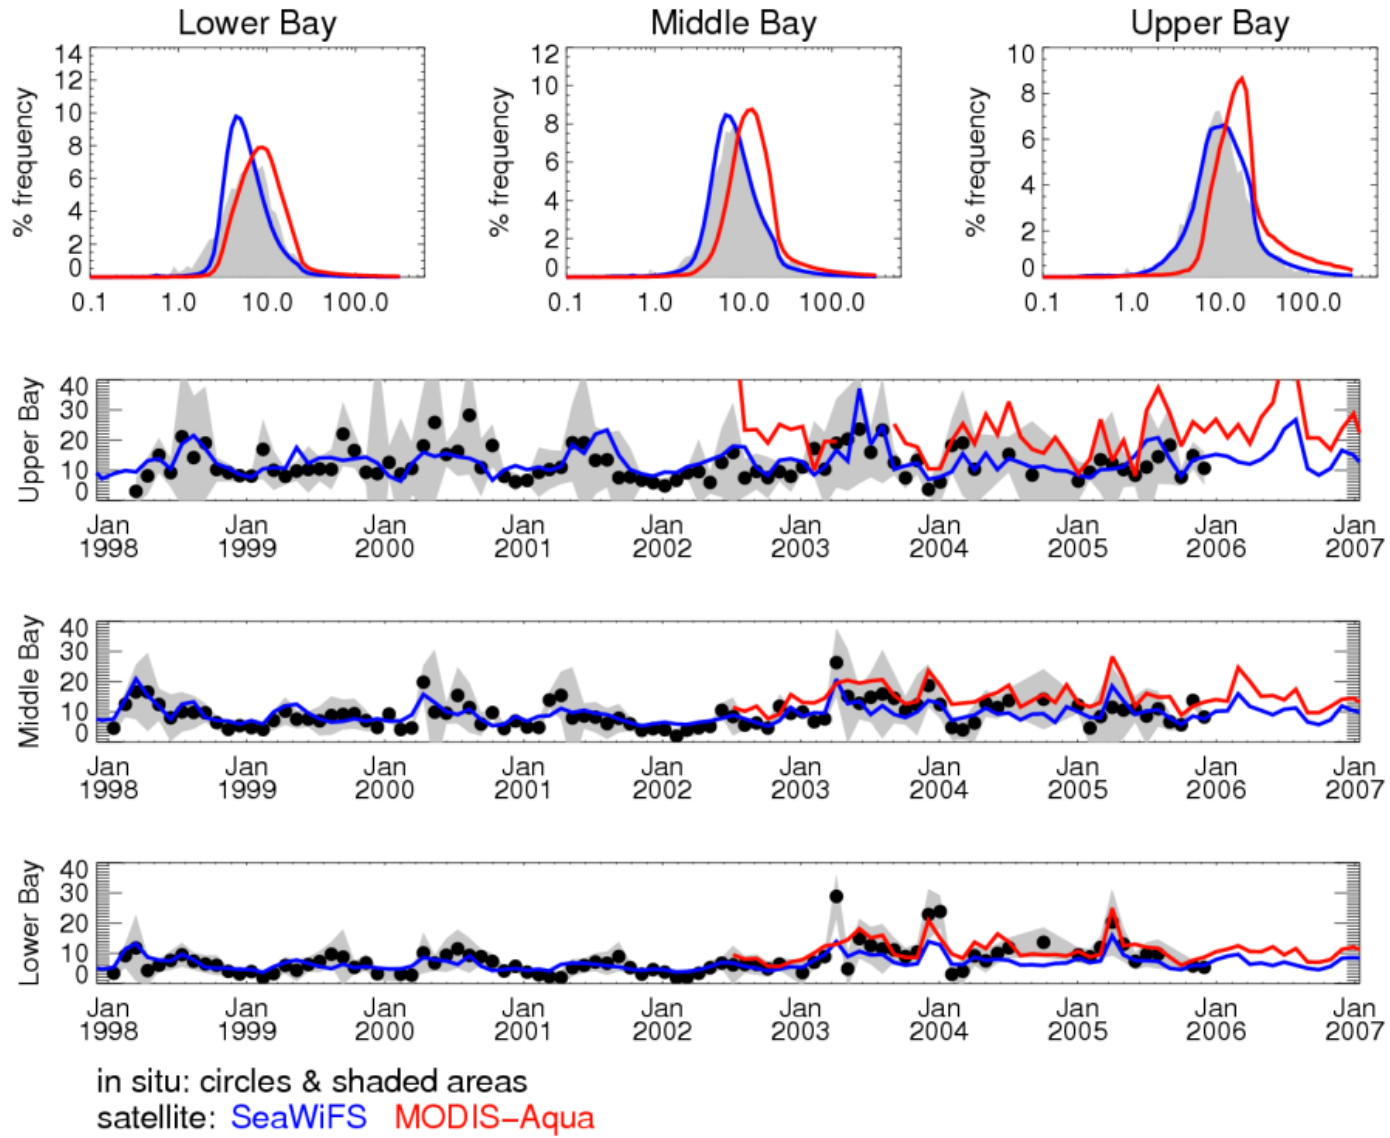 Lower Bay Middle Bay Upper Bay
% frequency
14
12
10
8
6
4
2
0
0.1 1.0 10.0 100.0
% frequency
12
10
8
6
4
2
0
0.1 1.0 10.0 100.0
% frequency
10
8
6
4
2
0
0.1 1.0 10.0 100.0
Upper Bay
40
30
20
10
0
Jan Jan Jan Jan Jan Jan Jan Jan Jan Jan
1998 1999 2000 2001 2002 2003 2004 2005 2006 2007
Middle Bay
40
30
20
10
0
Jan Jan Jan Jan Jan Jan Jan Jan Jan Jan
1998 1999 2000 2001 2002 2003 2004 2005 2006 2007
Lower Bay
40
30
20
10
0
Jan Jan Jan Jan Jan Jan Jan Jan Jan Jan
1998 1999 2000 2001 2002 2003 2004 2005 2006 2007
in situ: circles & shaded areas
satellite: SeaWiFS MODIS−Aqua